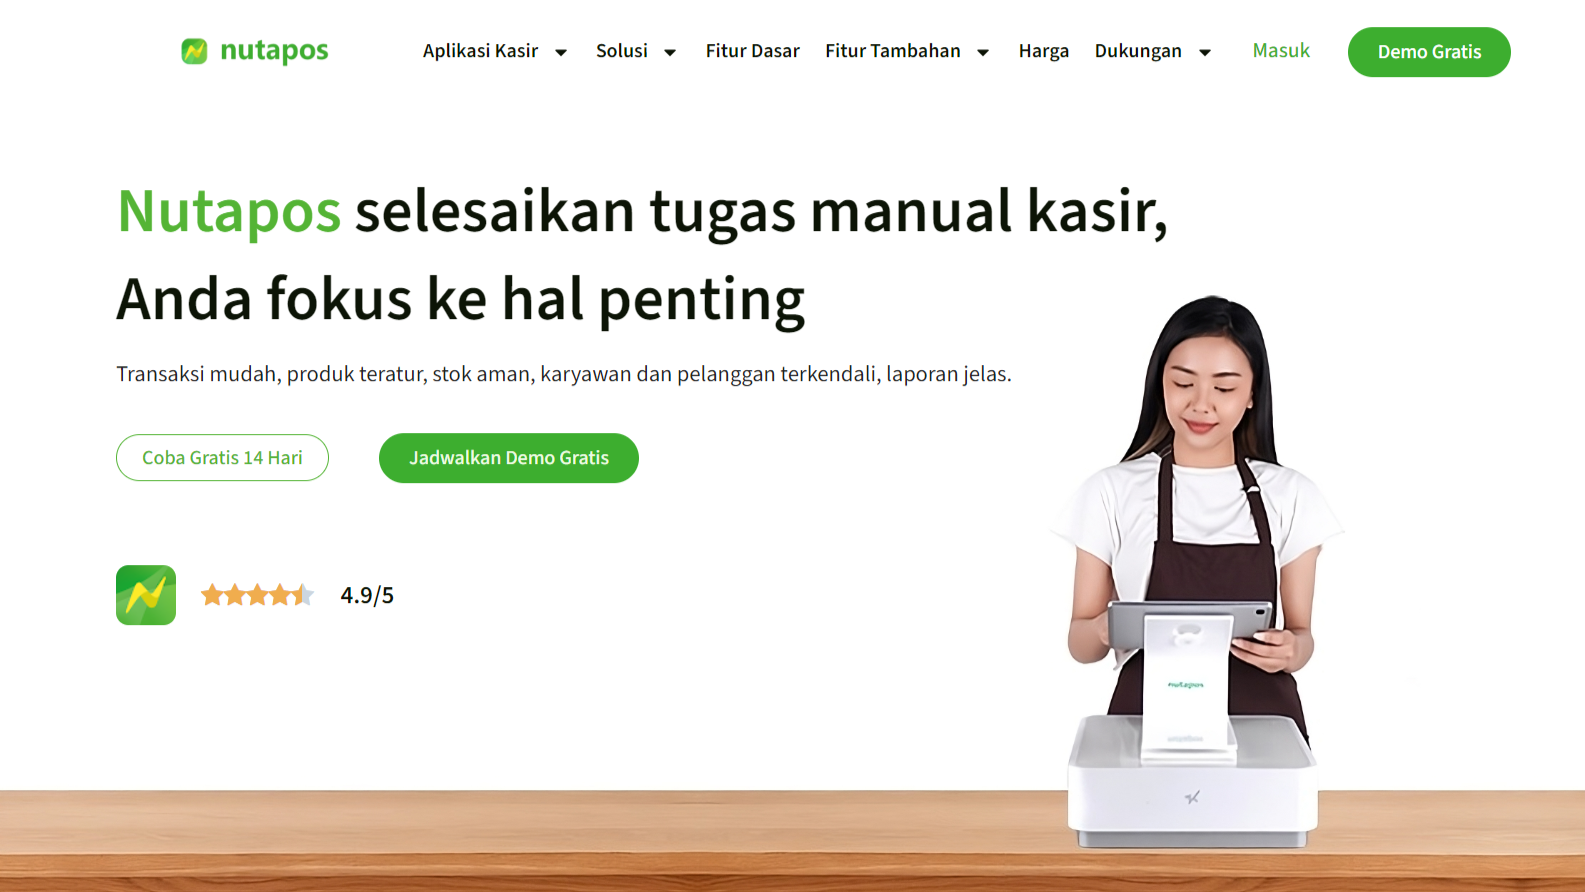 nutapos
Aplikasi Kasir
Solusi
Fitur Dasar
Fitur Tambahan
Harga
Dukungan
Masuk
Demo Gratis
Nutapos selesaikan tugas manual kasir,
Anda fokus ke hal penting
Transaksi mudah, produk teratur, stok aman, karyawan dan pelanggan terkendali, laporan jelas.
Coba Gratis 14 Hari
Jadwalkan Demo Gratis
4.9/5
nutapos